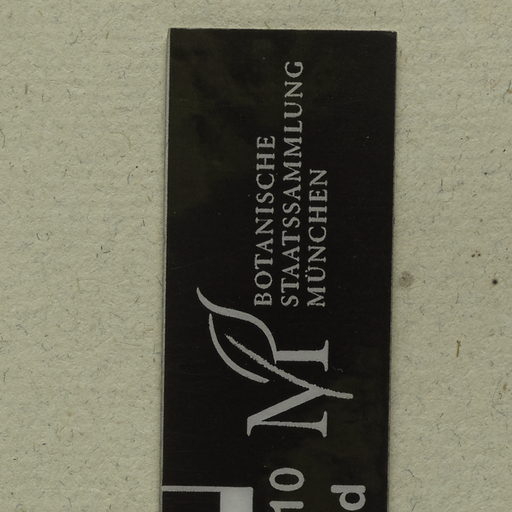 BOTANISCHE
STAATSSAMMLUNG
MÜNCHEN
M
10
d